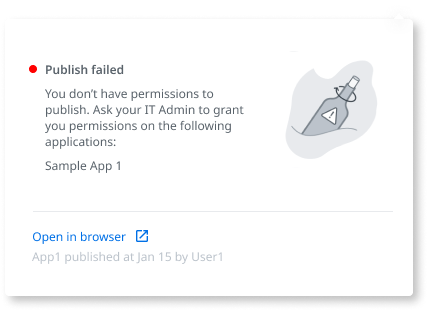 Publish failed
You don’t have permissions to
publish. Ask your IT Admin to grant
you permissions on the following
applications:
Sample App 1
Open in browser
App1 published at Jan 15 by User1